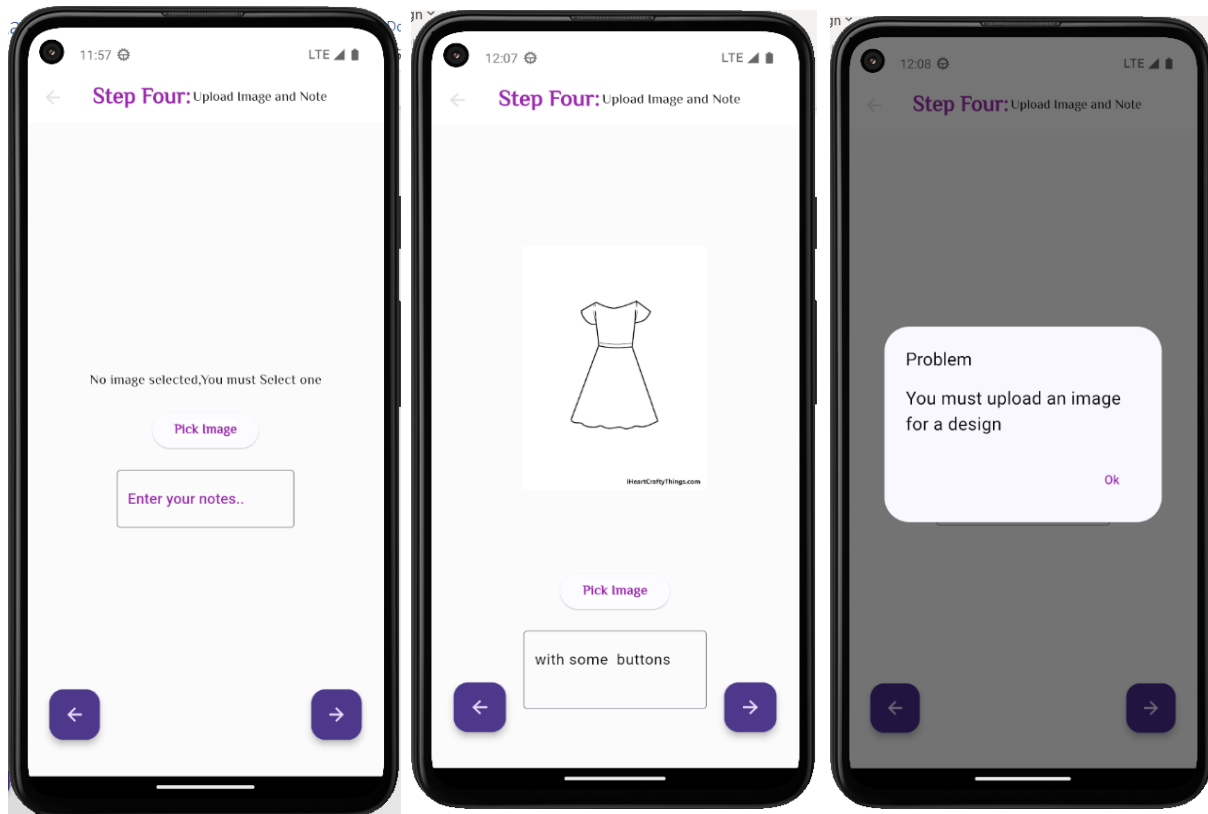 11:57
LTE
Step Four: Upload Image and Note
No image selected,You must Select one
Pick Image
Enter your notes..
gn
12:07
LTE
Step Four: Upload Image and Note
iHeartCraftyThings.com
Pick Image
with some  buttons
gn
12:08
LTE
Step Four: Upload Image and Note
Problem
You must upload an image
for a design
Ok